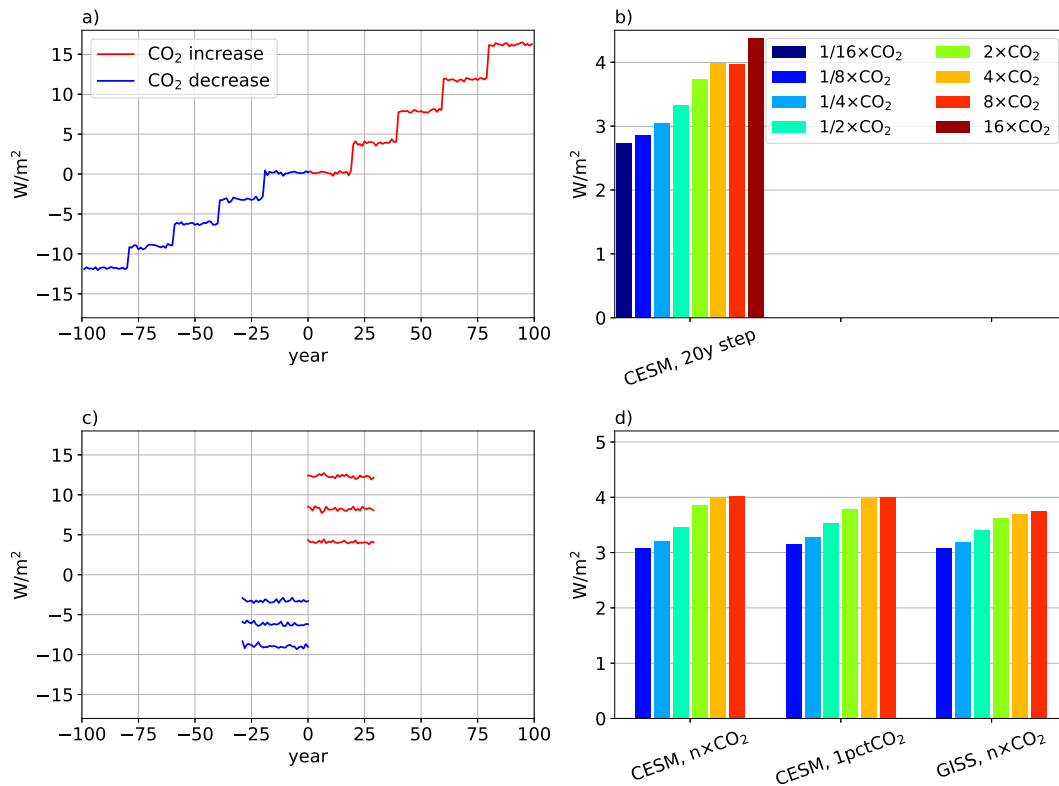 a)
CO₂ increase
CO₂ decrease
W/m²
15
10
5
0
−5
−10
−15
−100 −75 −50 −25 0 25 50 75 100
year
b)
1/16×CO₂ 2×CO₂
1/8×CO₂ 4×CO₂
1/4×CO₂ 8×CO₂
1/2×CO₂ 16×CO₂
W/m²
4
3
2
1
0
CESM, 20y step
c)
W/m²
15
10
5
0
−5
−10
−15
−100 −75 −50 −25 0 25 50 75 100
year
d)
W/m²
5
4
3
2
1
0
CESM, n×CO₂ CESM, 1pctCO₂ GISS, n×CO₂